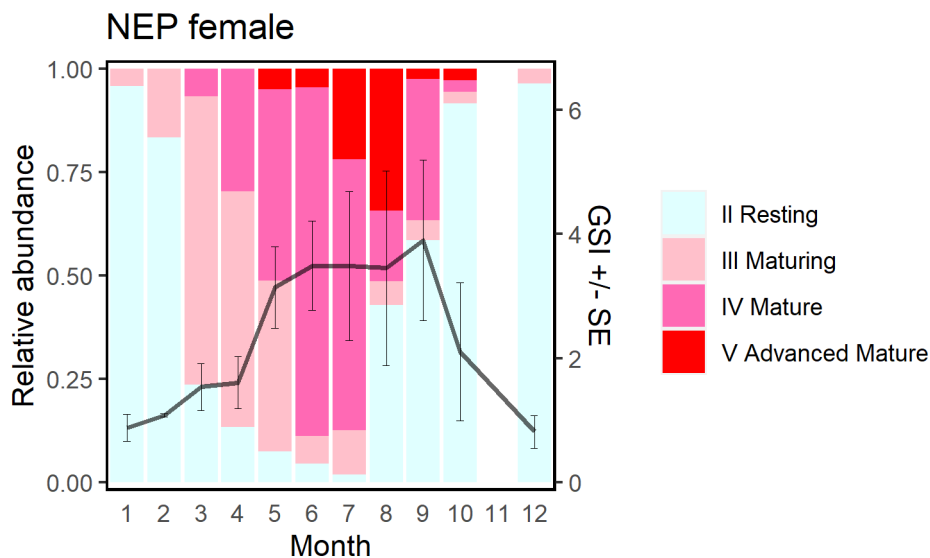 NEP female
1.00
0.75
0.50
0.25
0.00
Relative abundance
6
4
2
0
GSI +/- SE
1 2 3 4 5 6 7 8 9 10 11 12
Month
II Resting
III Maturing
IV Mature
V Advanced Mature